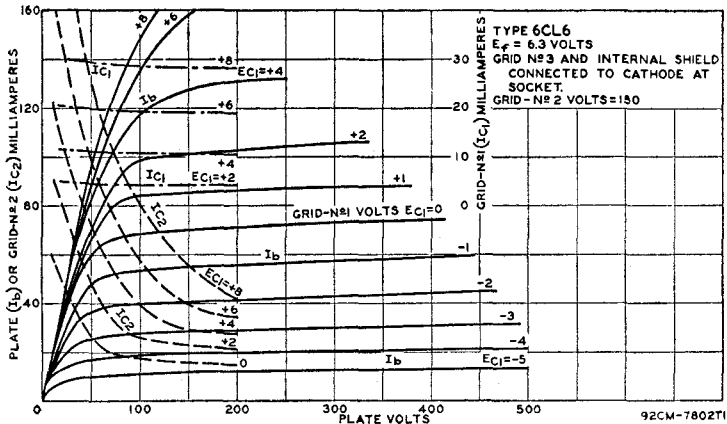 TYPE 6CL6
Ef = 6.3 VOLTS
GRID Nº3 AND INTERNAL SHIELD
CONNECTED TO CATHODE AT
SOCKET.
GRID-Nº2 VOLTS=150
PLATE (Ib) OR GRID-Nº2 (IC2) MILLIAMPERES
160
120
80
40
0
GRID-Nº1 (IC1) MILLIAMPERES
30
20
10
0
+8
+6
IC1
+8
EC1=+4
Ib
+6
+2
+4
IC1
EC1=+2
+1
IC2
GRID-Nº1 VOLTS EC1=0
Ib
-1
EC1=+8
-2
+6
IC2
+4
-3
+2
-4
0
Ib
EC1=-5
100
200
300
400
500
PLATE VOLTS
92CM-7802T1